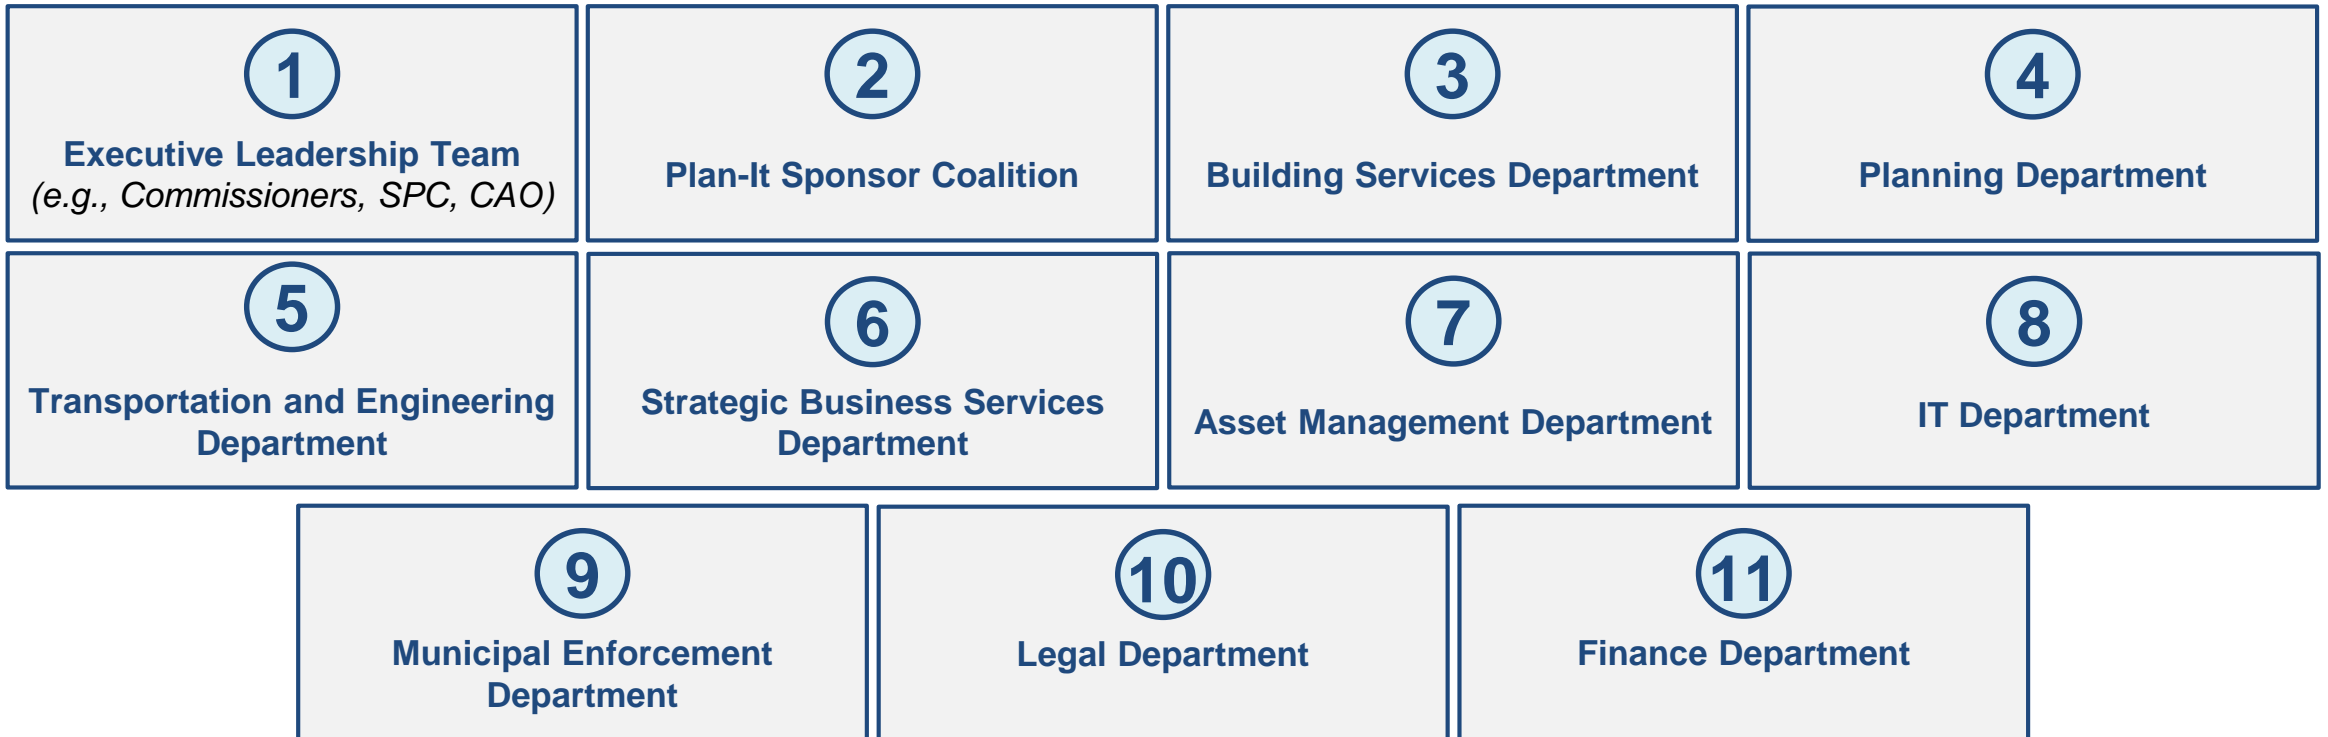 1
Executive Leadership Team
(e.g., Commissioners, SPC, CAO)
2
Plan-It Sponsor Coalition
3
Building Services Department
4
Planning Department
5
Transportation and Engineering
Department
6
Strategic Business Services
Department
7
Asset Management Department
8
IT Department
9
Municipal Enforcement
Department
10
Legal Department
11
Finance Department